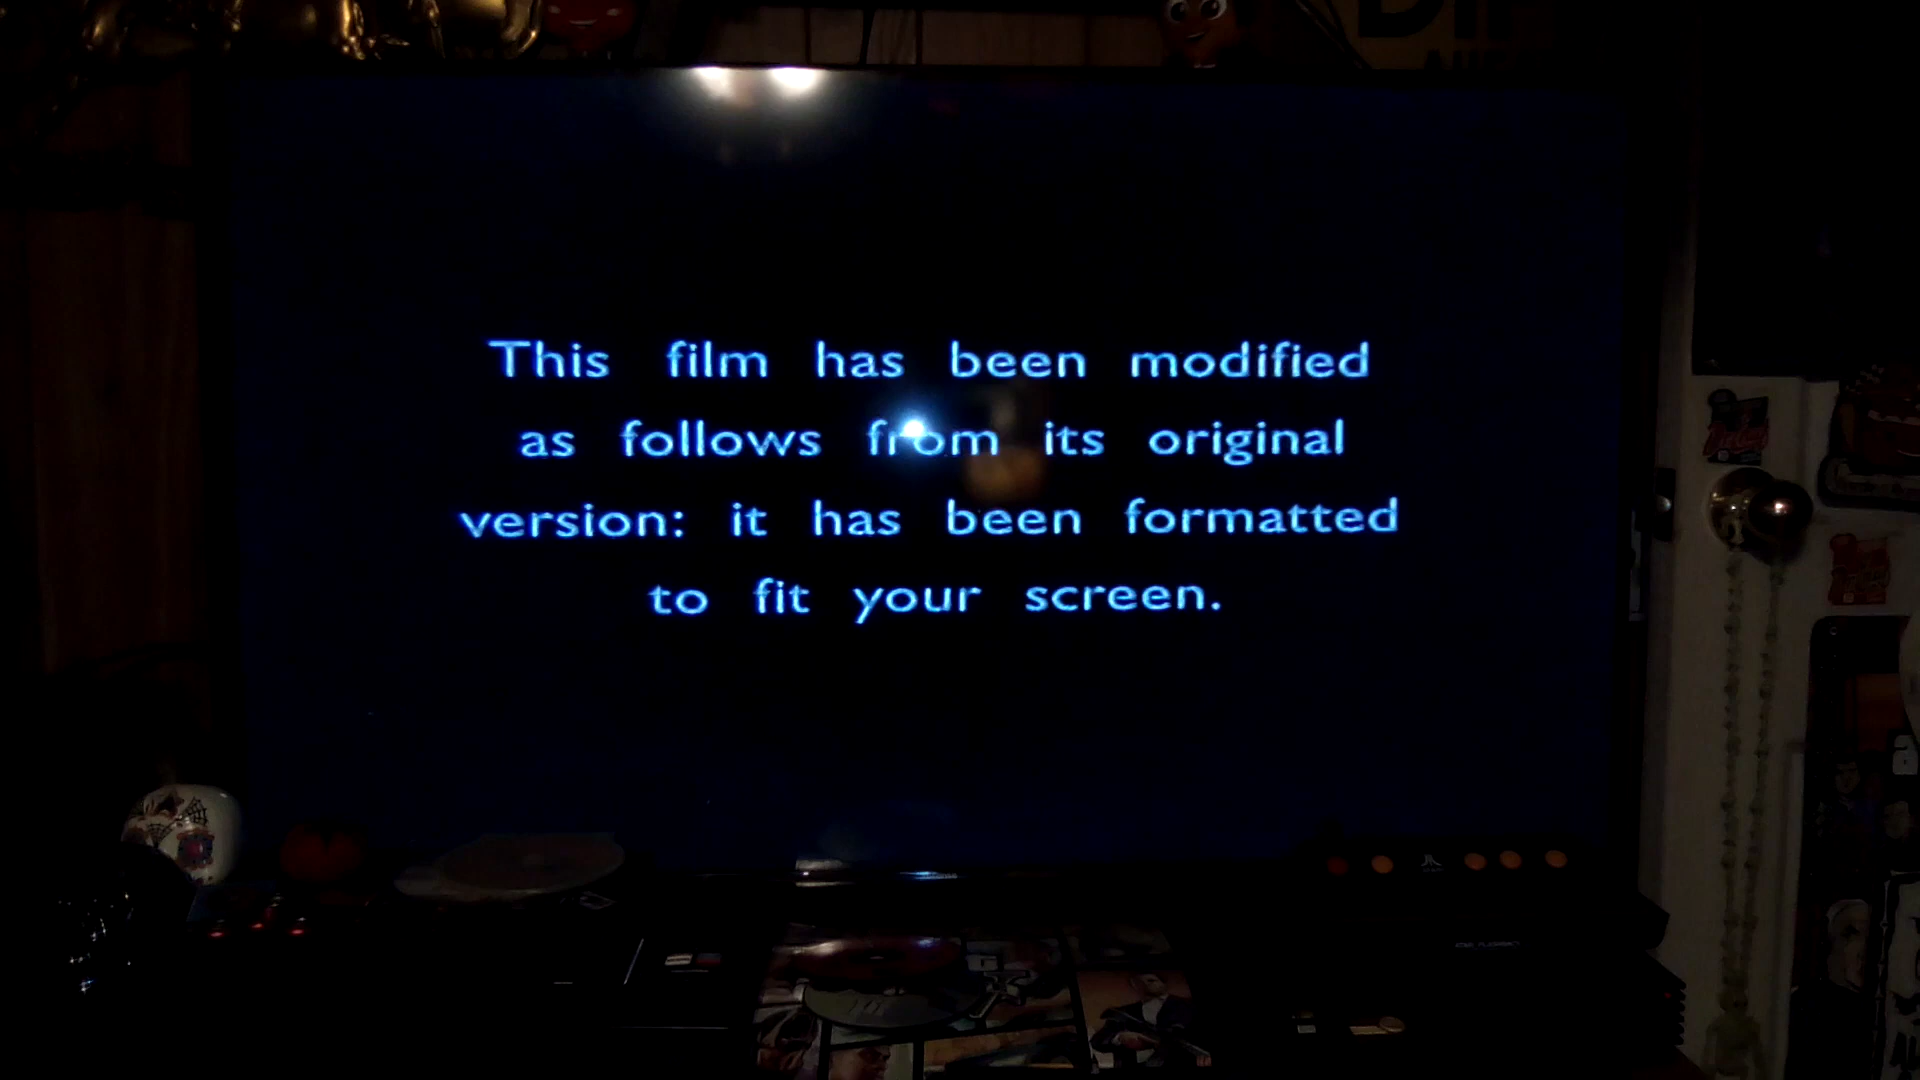 This film has been modified
as follows from its original
version: it has been formatted
to fit your screen.